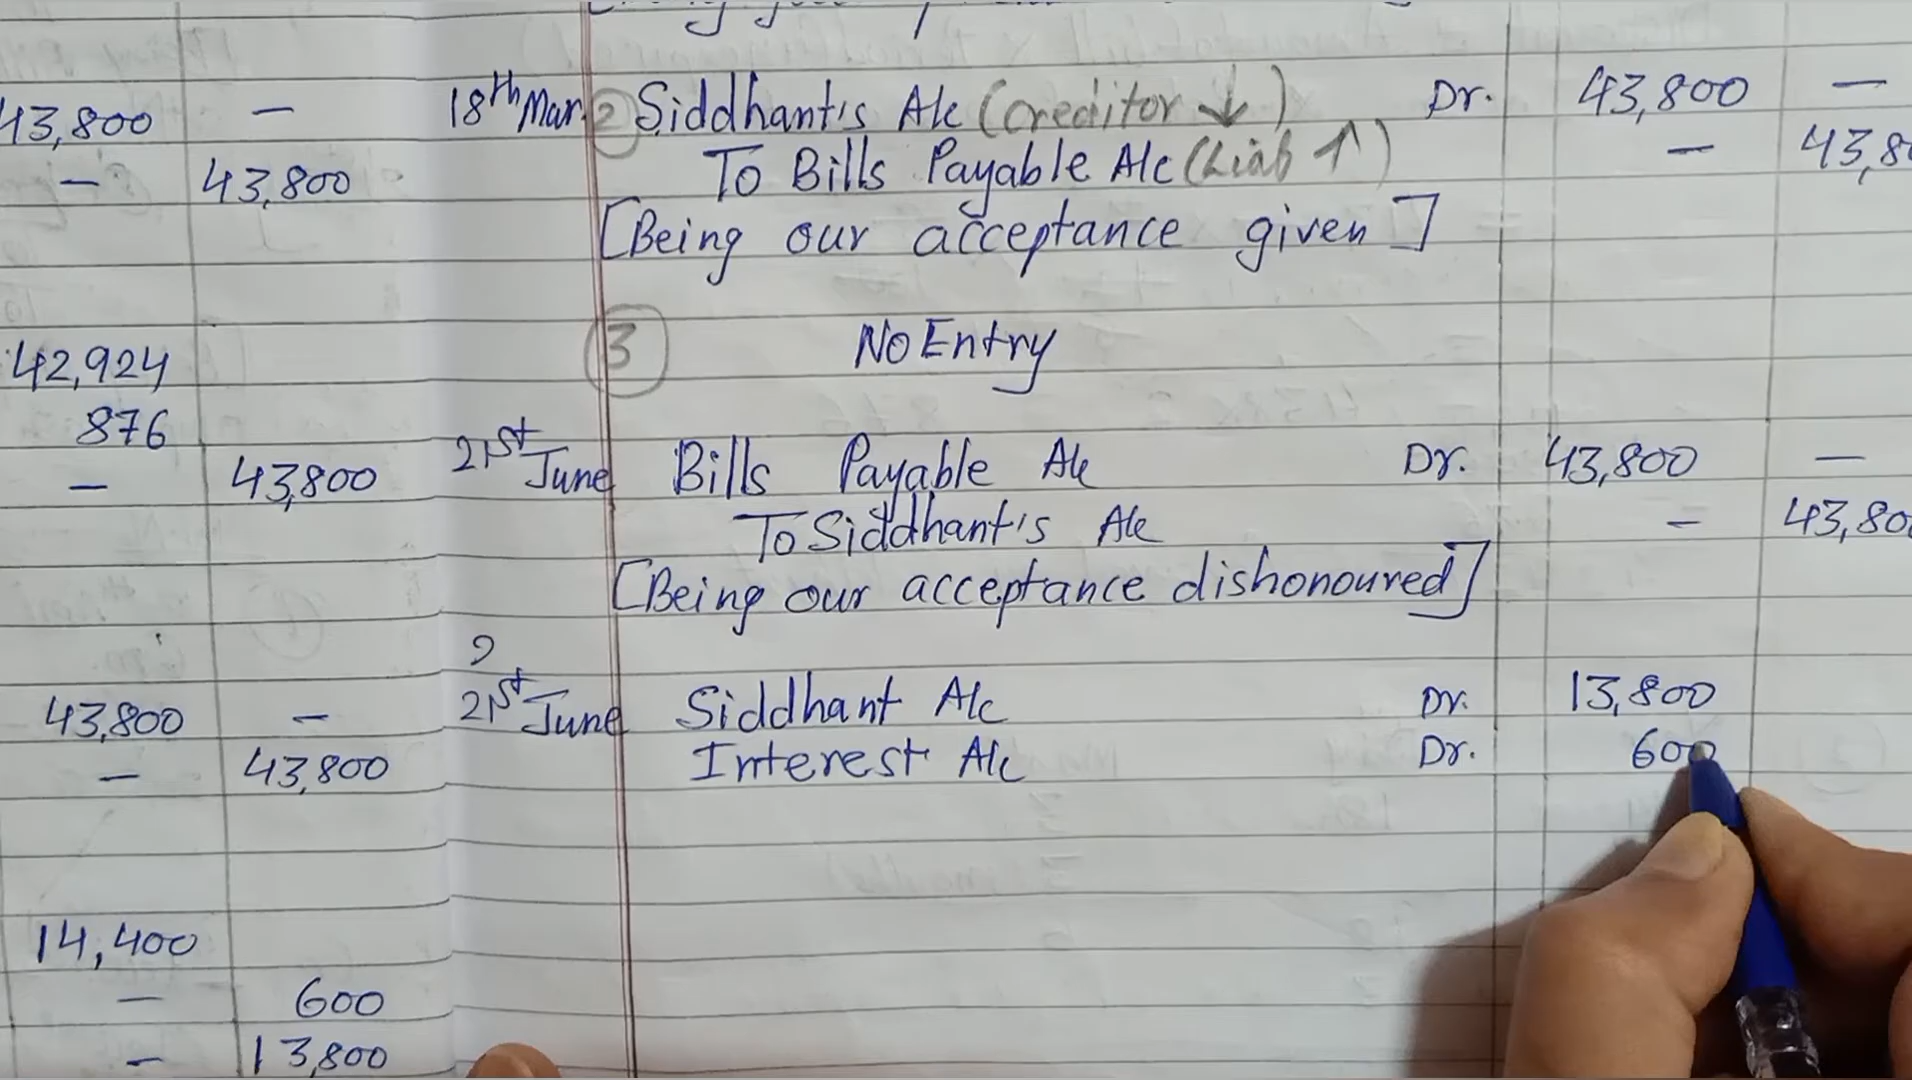 43,800 — 18th Mar. 2 Siddhant's A/c (Creditor ↓) Dr. 43,800 —
— 43,800 To Bills Payable A/c (Liab ↑) — 43,8
[Being our acceptance given]
42,924 3 No Entry
876
— 43,800 21st June Bills Payable A/c Dr. 43,800 —
To Siddhant's A/c — 43,80
[Being our acceptance dishonoured]
43,800 — 21st June Siddhant A/c Dr. 13,800
— 43,800 Interest A/c Dr. 600
14,400
— 600
— 13,800